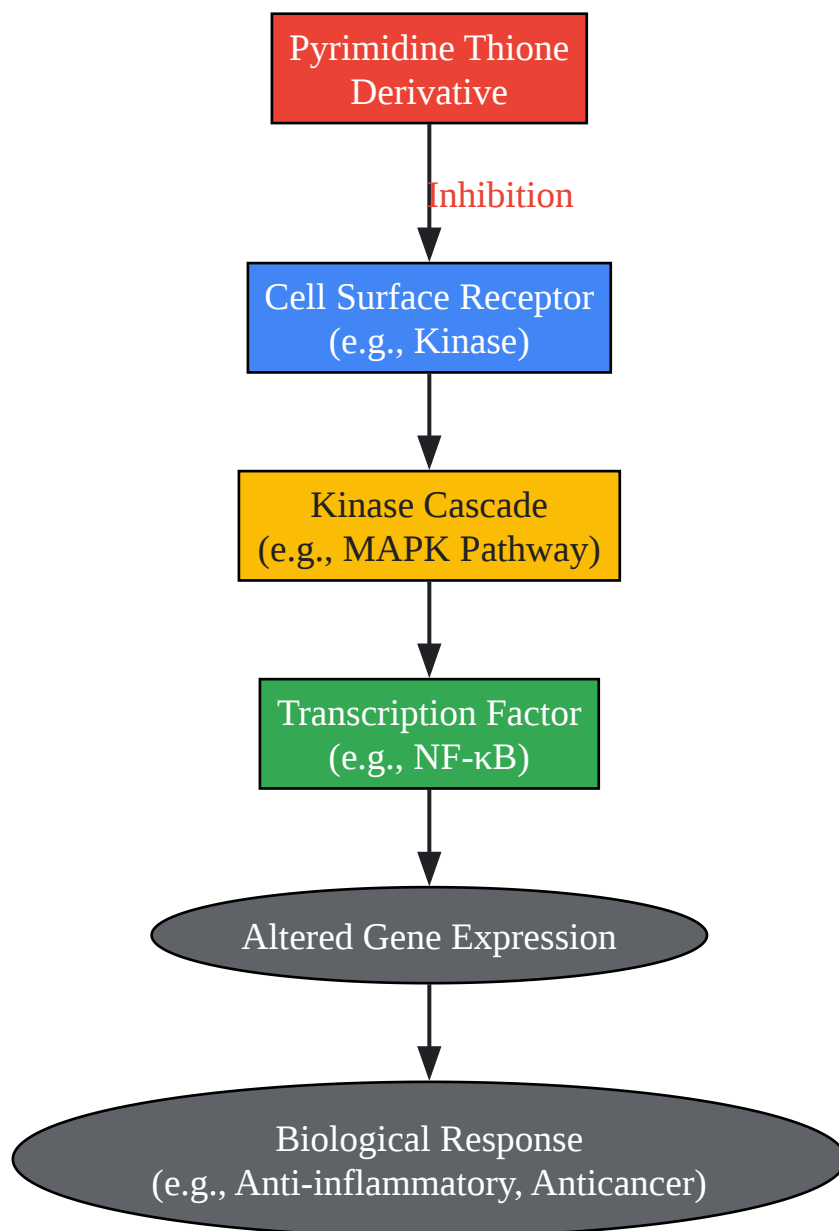 Pyrimidine Thione
Derivative
Inhibition
Cell Surface Receptor
(e.g., Kinase)
Kinase Cascade
(e.g., MAPK Pathway)
Transcription Factor
(e.g., NF-κB)
Altered Gene Expression
Biological Response
(e.g., Anti-inflammatory, Anticancer)